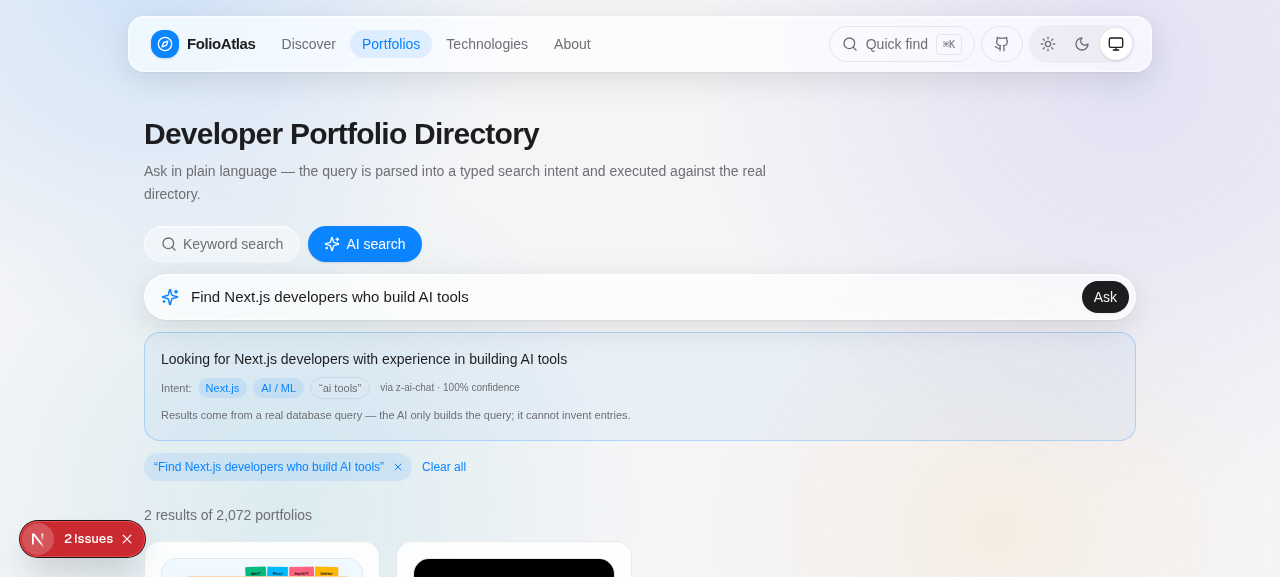 FolioAtlas
Discover
Portfolios
Technologies
About
Quick find
⌘K
Developer Portfolio Directory
Ask in plain language — the query is parsed into a typed search intent and executed against the real
directory.
Keyword search
AI search
Find Next.js developers who build AI tools
Ask
Looking for Next.js developers with experience in building AI tools
Intent: Next.js AI / ML “ai tools” via z-ai-chat · 100% confidence
Results come from a real database query — the AI only builds the query; it cannot invent entries.
“Find Next.js developers who build AI tools”
Clear all
2 results of 2,072 portfolios
N 2 Issues